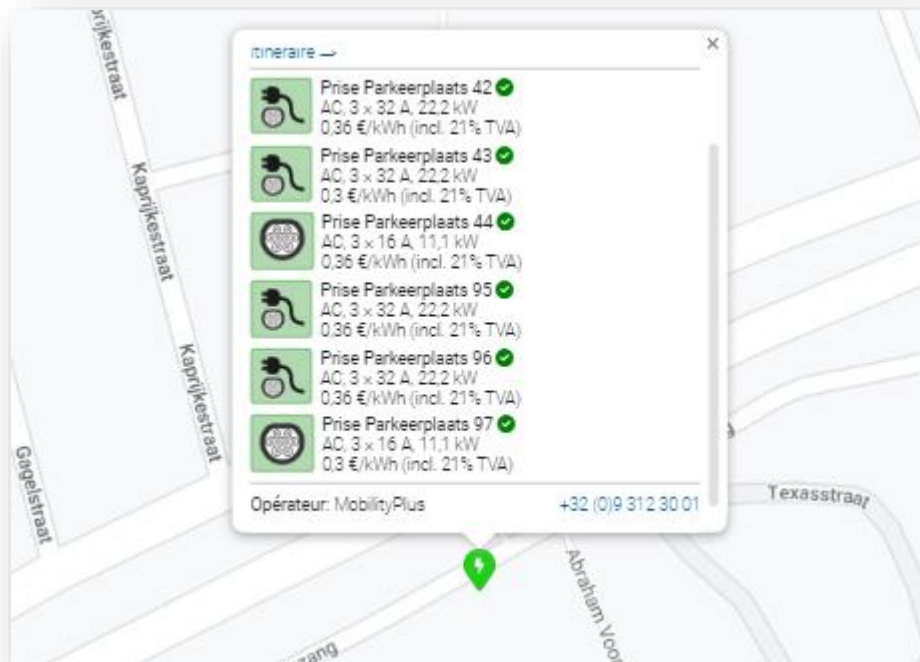 Kaprijkestraat
itineraire —>
×
Prise Parkeerplaats 42
AC, 3 × 32 A, 22,2 kW
0,36 €/kWh (incl. 21% TVA)
Prise Parkeerplaats 43
AC, 3 × 32 A, 22,2 kW
0,3 €/kWh (incl. 21% TVA)
Prise Parkeerplaats 44
AC, 3 × 16 A, 11,1 kW
0,36 €/kWh (incl. 21% TVA)
Prise Parkeerplaats 95
AC, 3 × 32 A, 22,2 kW
0,36 €/kWh (incl. 21% TVA)
Prise Parkeerplaats 96
AC, 3 × 32 A, 22,2 kW
0,36 €/kWh (incl. 21% TVA)
Prise Parkeerplaats 97
AC, 3 × 16 A, 11,1 kW
0,3 €/kWh (incl. 21% TVA)
Opérateur: MobilityPlus
+32 (0)9 312 30 01
rijkestraat
Kaprijkestraat
Gagelstraat
Texasstraat
Abraham Voor
zang